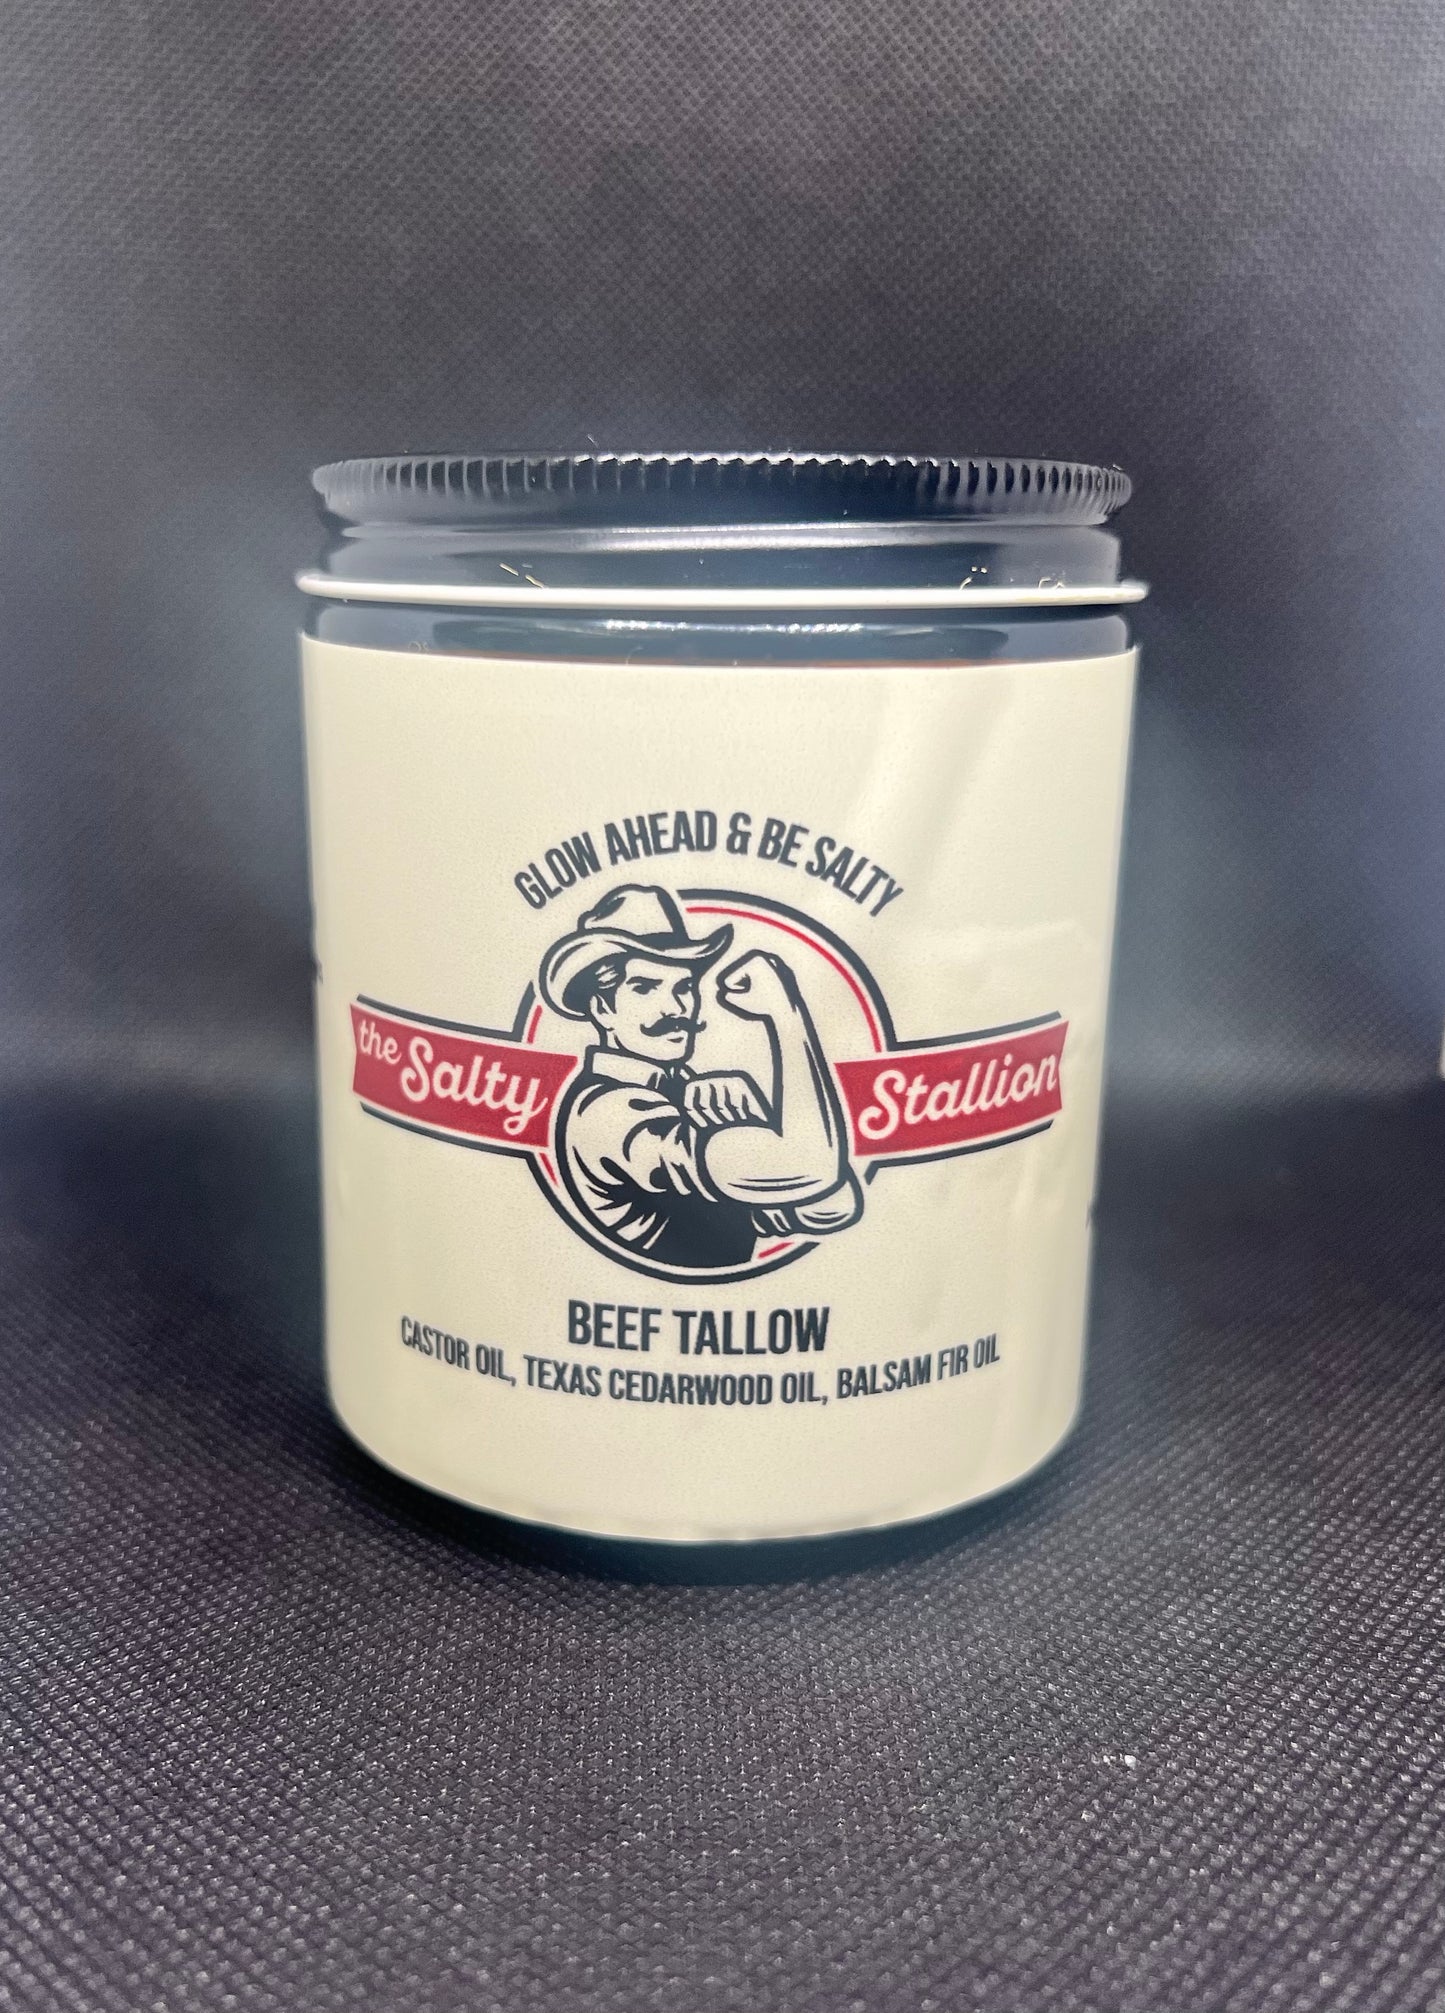 GLOW AHEAD & BE SALTY
the Salty Stallion
BEEF TALLOW
CASTOR OIL, TEXAS CEDARWOOD OIL, BALSAM FIR OIL